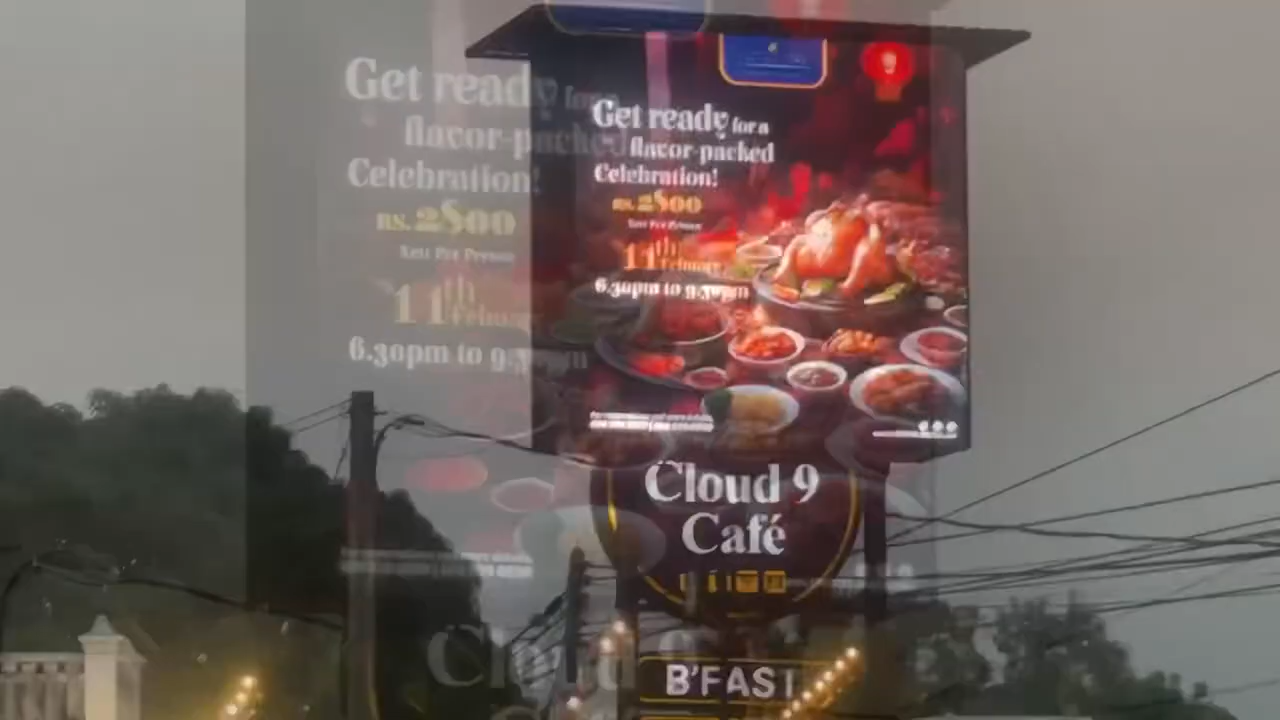 Get ready for a
flavor-packed
Celebration!
RS. 2800
Nett Per Person
11th February
6.30pm to 9.30pm
Cloud 9
Café
B'FAST